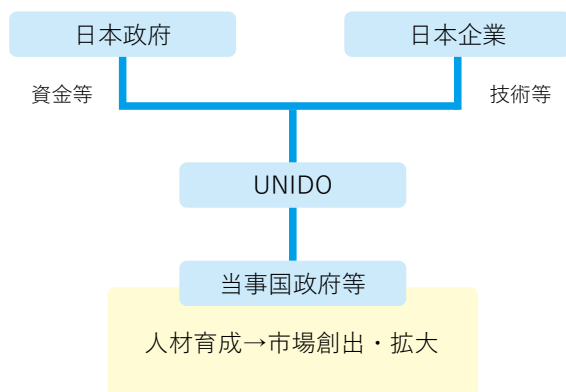 日本政府
日本企業
資金等
技術等
UNIDO
当事国政府等
人材育成→市場創出・拡大